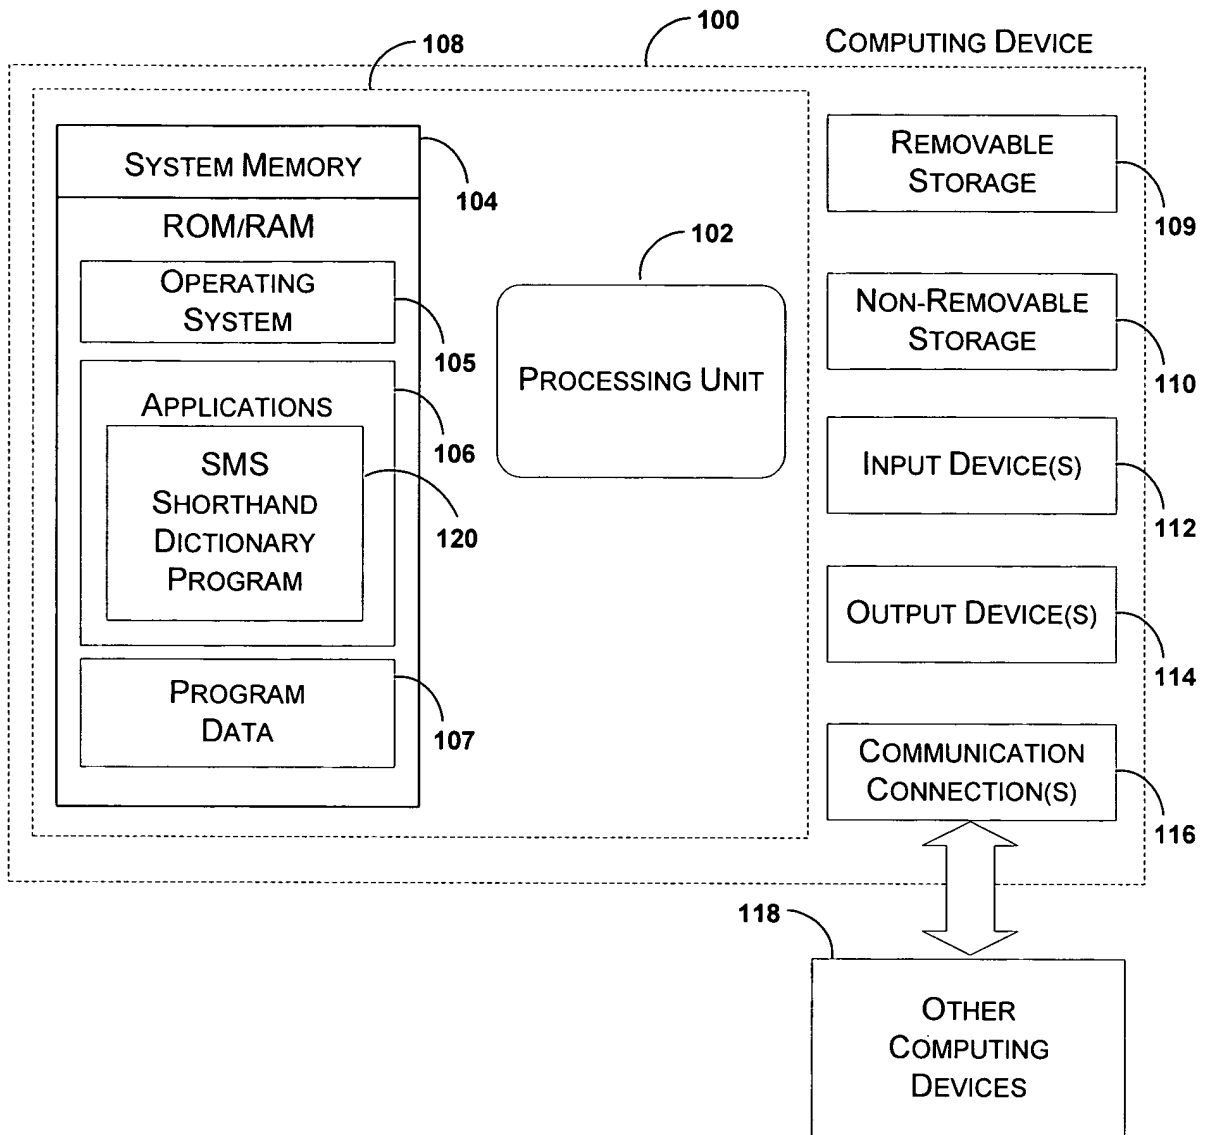 100
COMPUTING DEVICE
108
SYSTEM MEMORY
104
ROM/RAM
OPERATING
SYSTEM
105
APPLICATIONS
106
SMS
SHORTHAND
DICTIONARY
PROGRAM
120
PROGRAM
DATA
107
102
PROCESSING UNIT
REMOVABLE
STORAGE
109
NON-REMOVABLE
STORAGE
110
INPUT DEVICE(S)
112
OUTPUT DEVICE(S)
114
COMMUNICATION
CONNECTION(S)
116
118
OTHER
COMPUTING
DEVICES